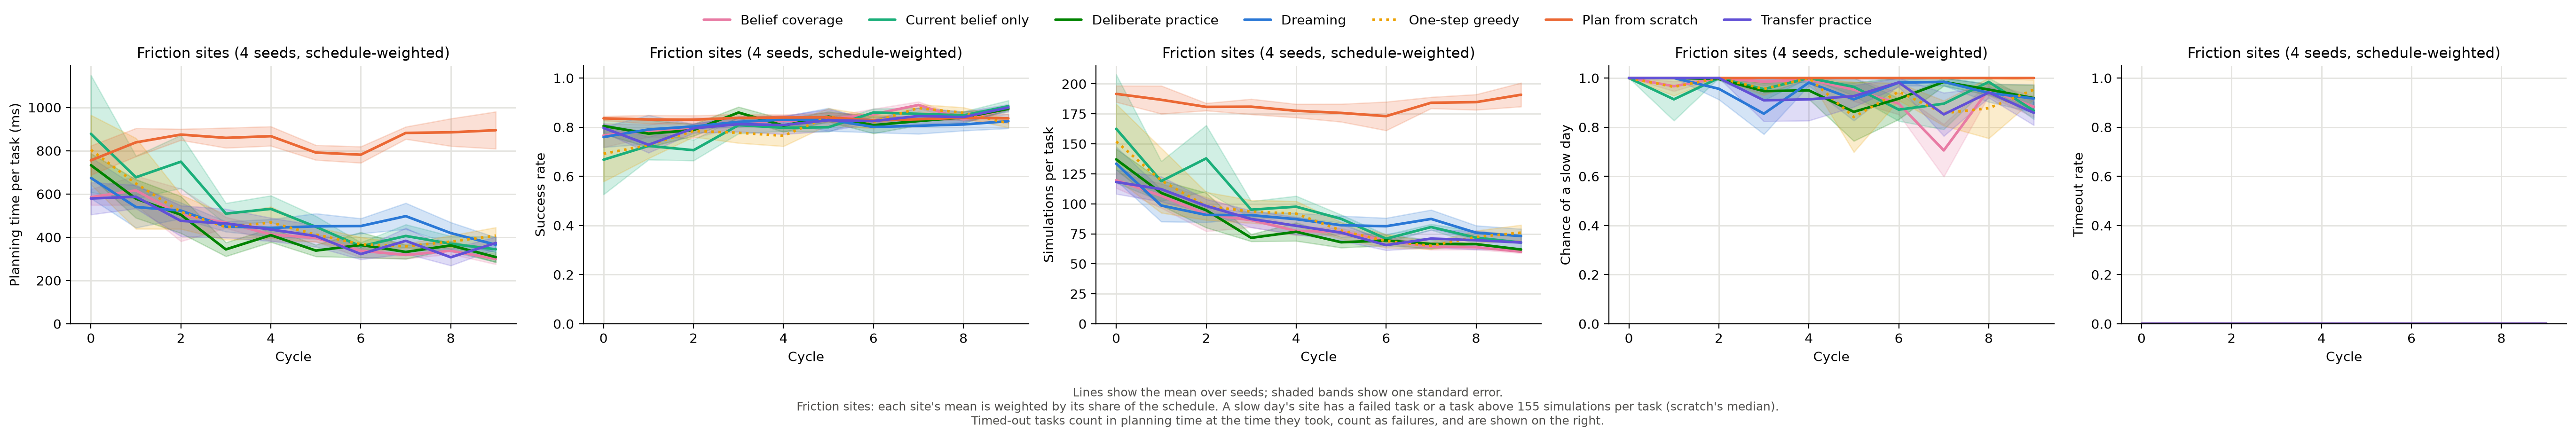 Belief coverage
Current belief only
Deliberate practice
Dreaming
One-step greedy
Plan from scratch
Transfer practice
Friction sites (4 seeds, schedule-weighted)
Planning time per task (ms)
1000
800
600
400
200
0
0 2 4 6 8
Cycle
Friction sites (4 seeds, schedule-weighted)
Success rate
1.0
0.8
0.6
0.4
0.2
0.0
0 2 4 6 8
Cycle
Friction sites (4 seeds, schedule-weighted)
Simulations per task
200
175
150
125
100
75
50
25
0
0 2 4 6 8
Cycle
Friction sites (4 seeds, schedule-weighted)
Chance of a slow day
1.0
0.8
0.6
0.4
0.2
0.0
0 2 4 6 8
Cycle
Friction sites (4 seeds, schedule-weighted)
Timeout rate
1.0
0.8
0.6
0.4
0.2
0.0
0 2 4 6 8
Cycle
Lines show the mean over seeds; shaded bands show one standard error.
Friction sites: each site's mean is weighted by its share of the schedule. A slow day's site has a failed task or a task above 155 simulations per task (scratch's median).
Timed-out tasks count in planning time at the time they took, count as failures, and are shown on the right.